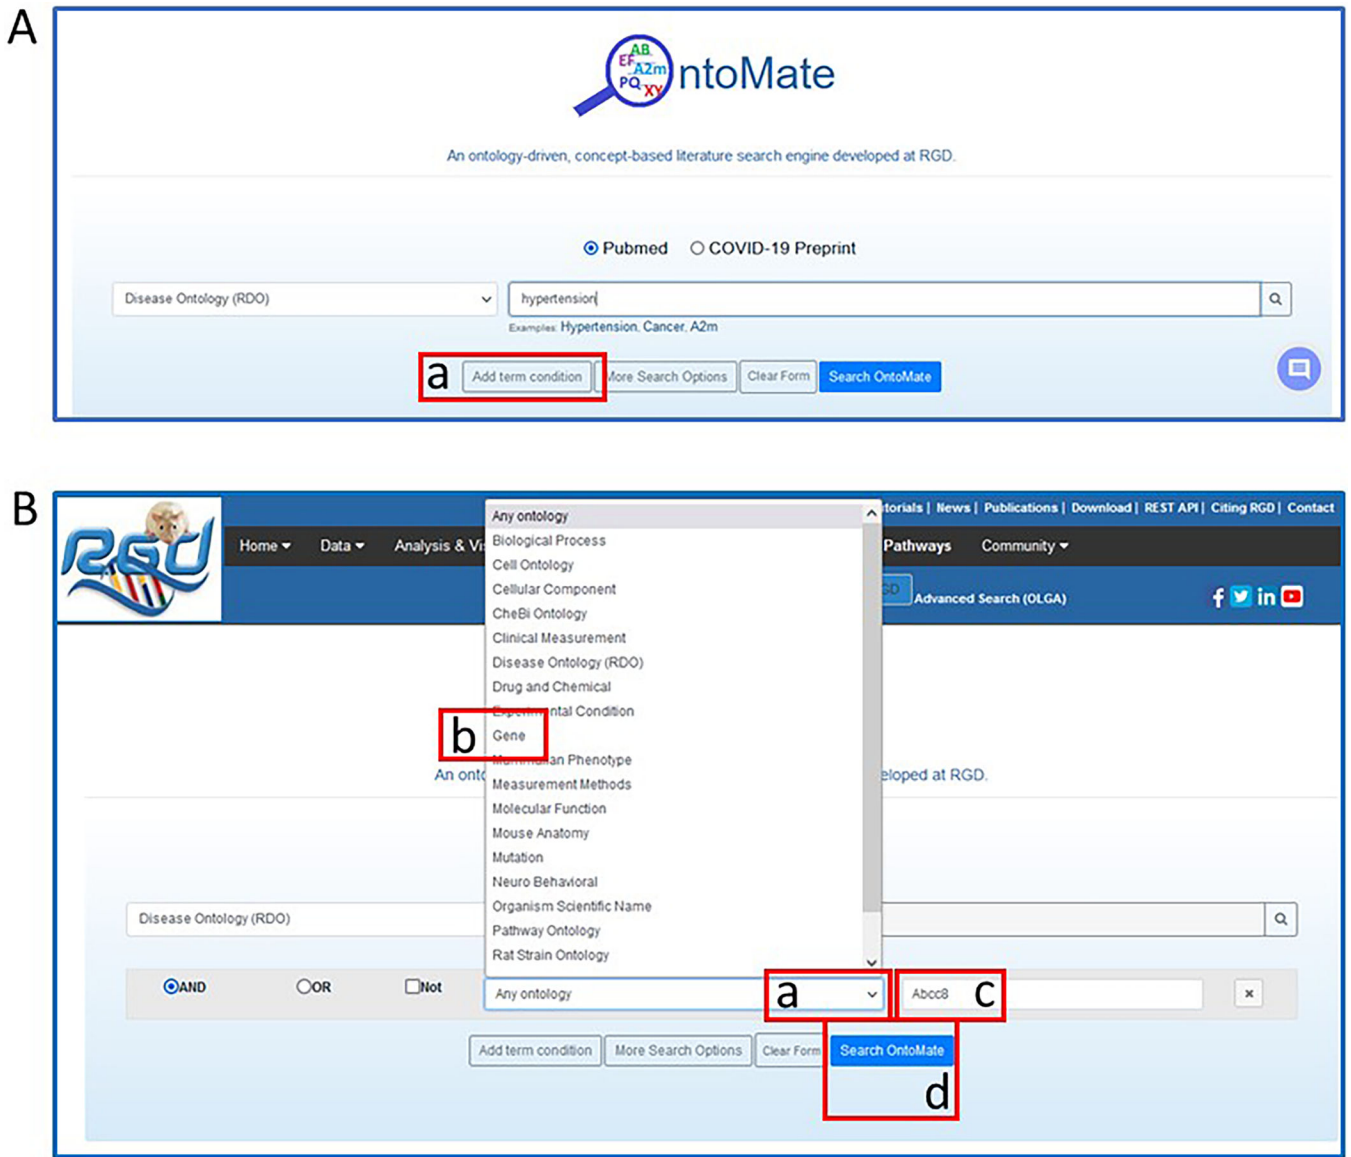 A
AB
EF
A2m
PQ
XY
ntoMate
An ontology-driven, concept-based literature search engine developed at RGD.
Pubmed COVID-19 Preprint
Disease Ontology (RDO) hypertension
Examples: Hypertension, Cancer, A2m
a Add term condition More Search Options Clear Form Search OntoMate
B
RGD
torials | News | Publications | Download | REST API | Citing RGD | Contact
Home Data Analysis & Vi Pathways Community
GD Advanced Search (OLGA)
f in
Any ontology
Biological Process
Cell Ontology
Cellular Component
CheBi Ontology
Clinical Measurement
Disease Ontology (RDO)
Drug and Chemical
Experimental Condition
b Gene
Mammalian Phenotype
An onto eloped at RGD.
Measurement Methods
Molecular Function
Mouse Anatomy
Mutation
Neuro Behavioral
Organism Scientific Name
Disease Ontology (RDO)
Pathway Ontology
Rat Strain Ontology
AND OR Not Any ontology a Abcc8 c
Add term condition More Search Options Clear Form Search OntoMate
d